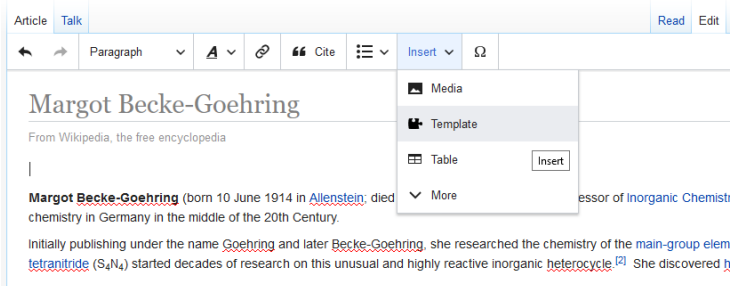 Article Talk Read Edit
Paragraph A Cite Insert Ω
Media
Margot Becke-Goehring
Template
From Wikipedia, the free encyclopedia
Table Insert
More
Margot Becke-Goehring (born 10 June 1914 in Allenstein; died essor of Inorganic Chemistr
chemistry in Germany in the middle of the 20th Century.
Initially publishing under the name Goehring and later Becke-Goehring, she researched the chemistry of the main-group elem
tetranitride (S₄N₄) started decades of research on this unusual and highly reactive inorganic heterocycle.[2] She discovered h